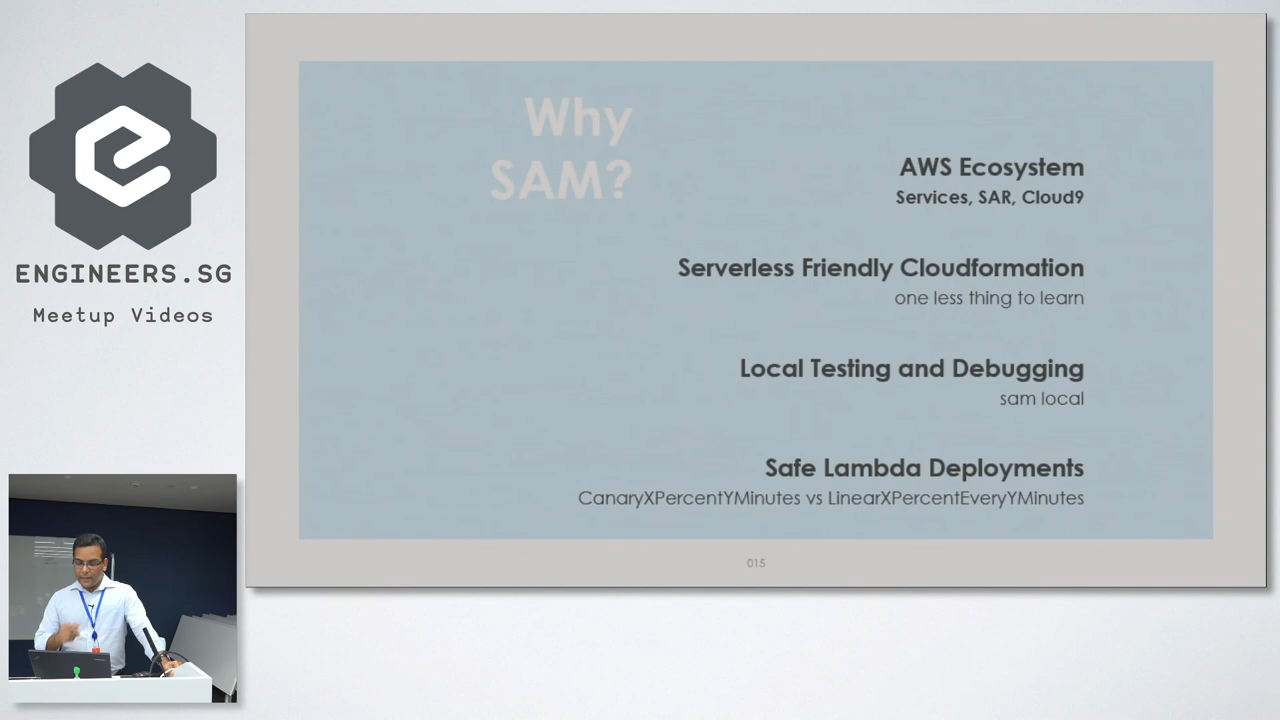 ENGINEERS.SG
Meetup Videos
Why
SAM?
AWS Ecosystem
Services, SAR, Cloud9
Serverless Friendly Cloudformation
one less thing to learn
Local Testing and Debugging
sam local
Safe Lambda Deployments
CanaryXPercentYMinutes vs LinearXPercentEveryYMinutes
015